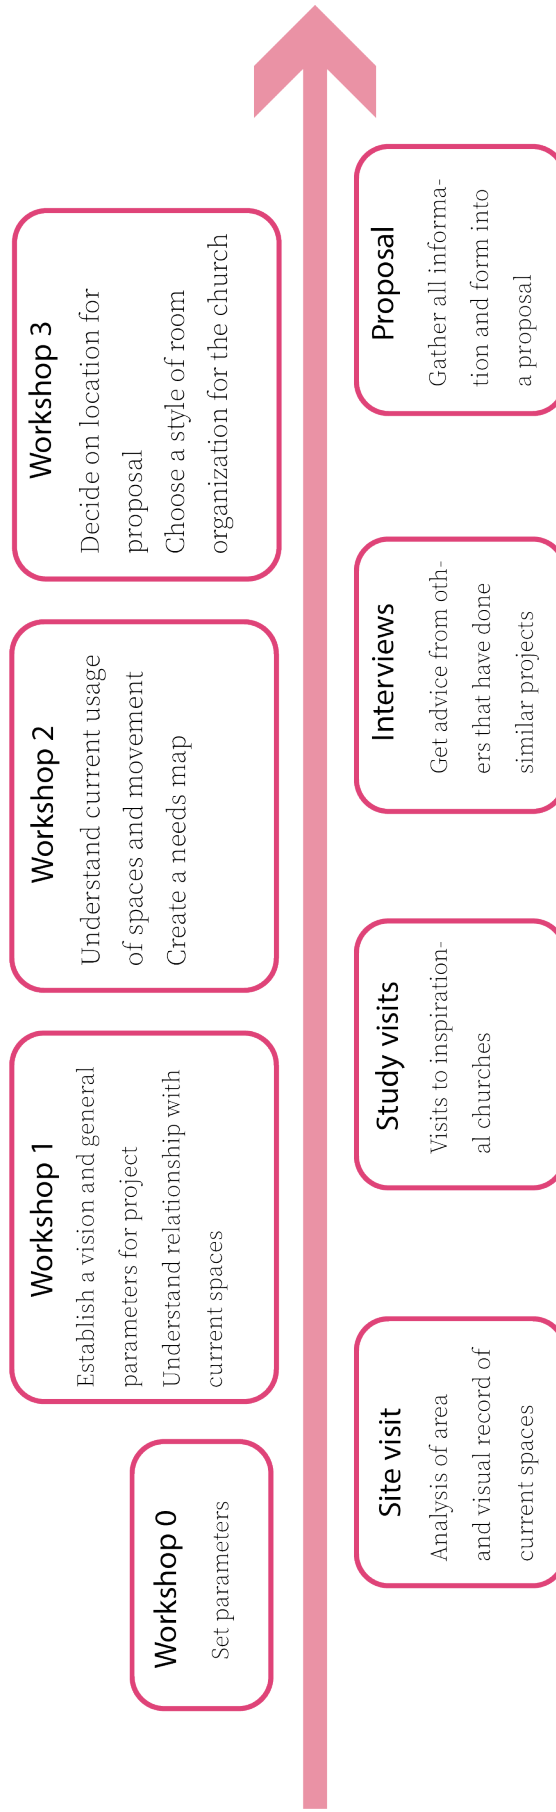 Workshop 0
Set parameters
Workshop 1
Establish a vision and general
parameters for project
Understand relationship with
current spaces
Workshop 2
Understand current usage
of spaces and movement
Create a needs map
Workshop 3
Decide on location for
proposal
Choose a style of room
organization for the church
Site visit
Analysis of area
and visual record of
current spaces
Study visits
Visits to inspiration-
al churches
Interviews
Get advice from oth-
ers that have done
similar projects
Proposal
Gather all informa-
tion and form into
a proposal